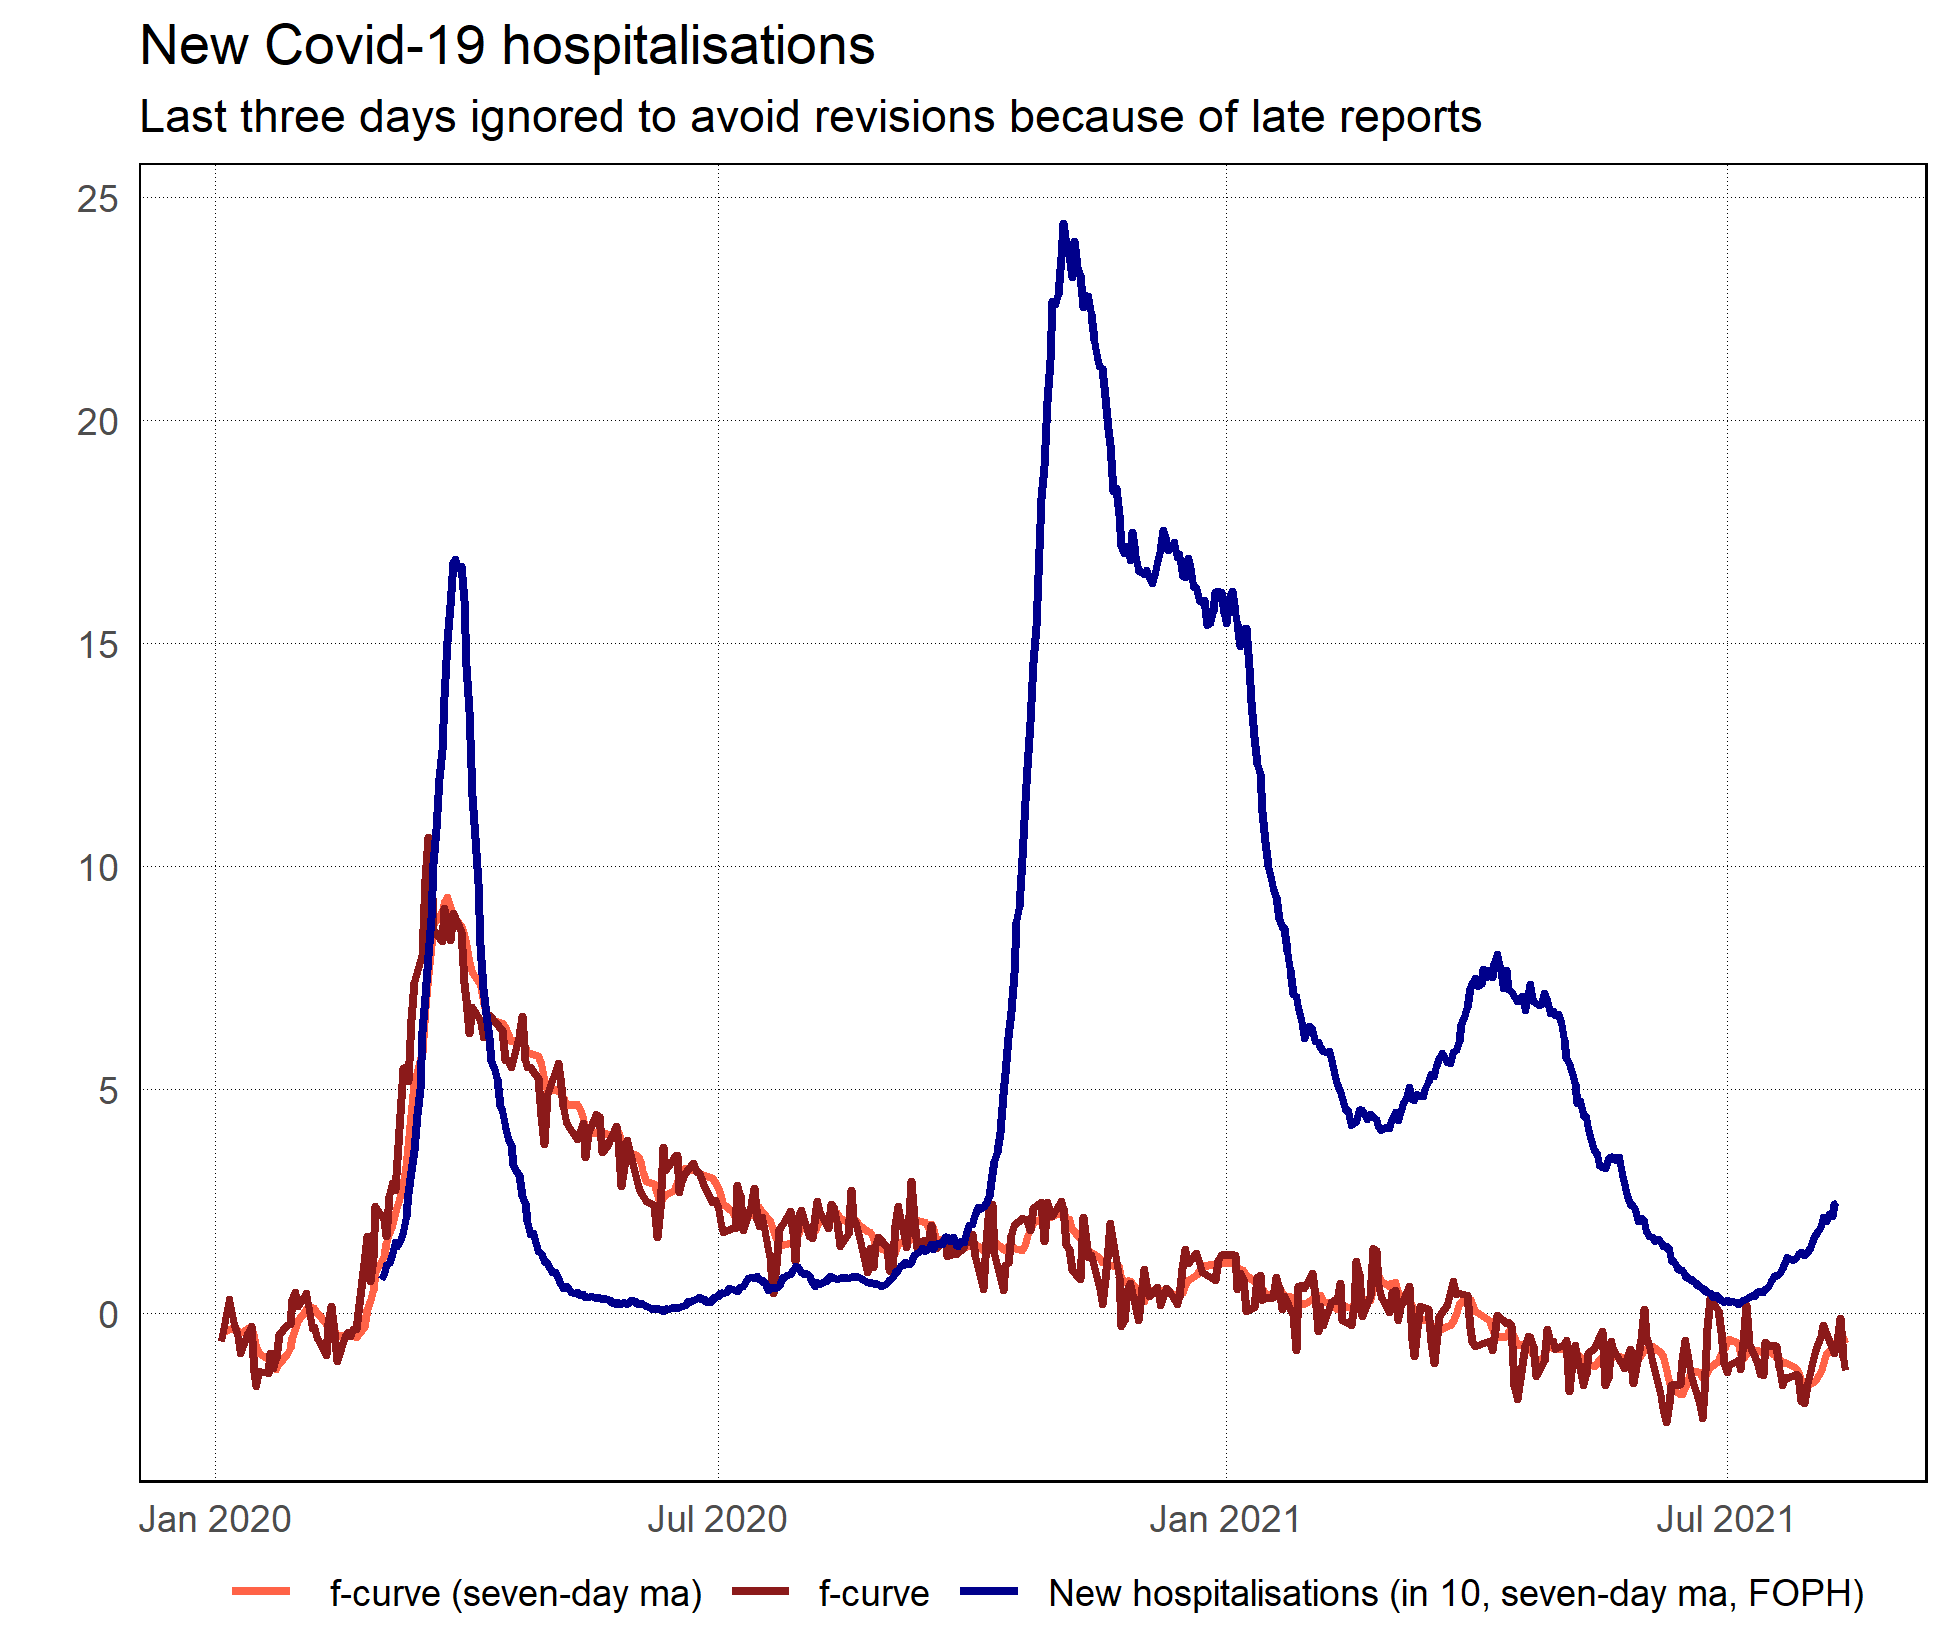 New Covid-19 hospitalisations
Last three days ignored to avoid revisions because of late reports
25
20
15
10
5
0
Jan 2020 Jul 2020 Jan 2021 Jul 2021
f-curve (seven-day ma) f-curve New hospitalisations (in 10, seven-day ma, FOPH)